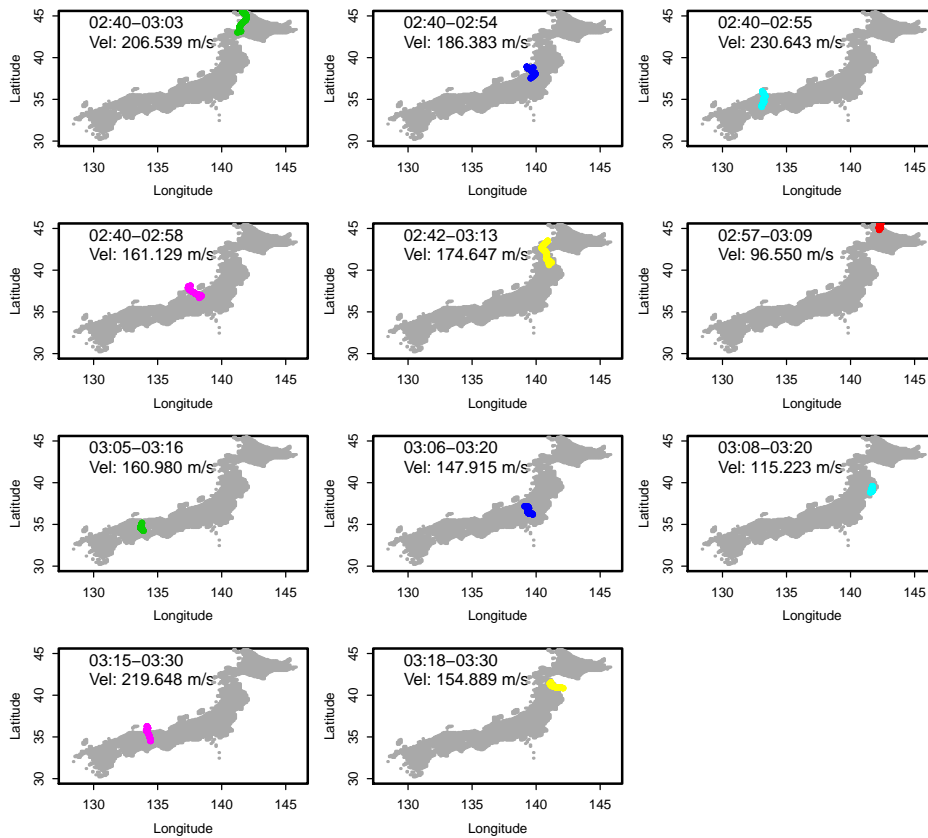 02:40−03:03
Vel: 206.539 m/s
Latitude
30 35 40 45
130 135 140 145
Longitude
02:40−02:54
Vel: 186.383 m/s
Latitude
30 35 40 45
130 135 140 145
Longitude
02:40−02:55
Vel: 230.643 m/s
Latitude
30 35 40 45
130 135 140 145
Longitude
02:40−02:58
Vel: 161.129 m/s
Latitude
30 35 40 45
130 135 140 145
Longitude
02:42−03:13
Vel: 174.647 m/s
Latitude
30 35 40 45
130 135 140 145
Longitude
02:57−03:09
Vel: 96.550 m/s
Latitude
30 35 40 45
130 135 140 145
Longitude
03:05−03:16
Vel: 160.980 m/s
Latitude
30 35 40 45
130 135 140 145
Longitude
03:06−03:20
Vel: 147.915 m/s
Latitude
30 35 40 45
130 135 140 145
Longitude
03:08−03:20
Vel: 115.223 m/s
Latitude
30 35 40 45
130 135 140 145
Longitude
03:15−03:30
Vel: 219.648 m/s
Latitude
30 35 40 45
130 135 140 145
Longitude
03:18−03:30
Vel: 154.889 m/s
Latitude
30 35 40 45
130 135 140 145
Longitude